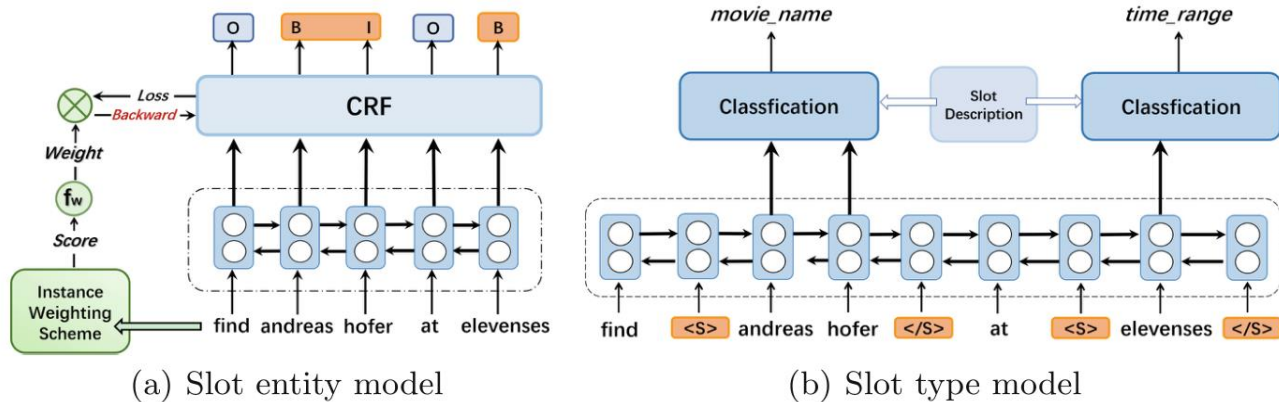 O B I O B
CRF
Loss
Backward
Weight
fw
Score
Instance
Weighting
Scheme
find andreas hofer at elevenses
(a) Slot entity model
movie_name time_range
Classfication Slot Description Classfication
find <S> andreas hofer </S> at <S> elevenses </S>
(b) Slot type model